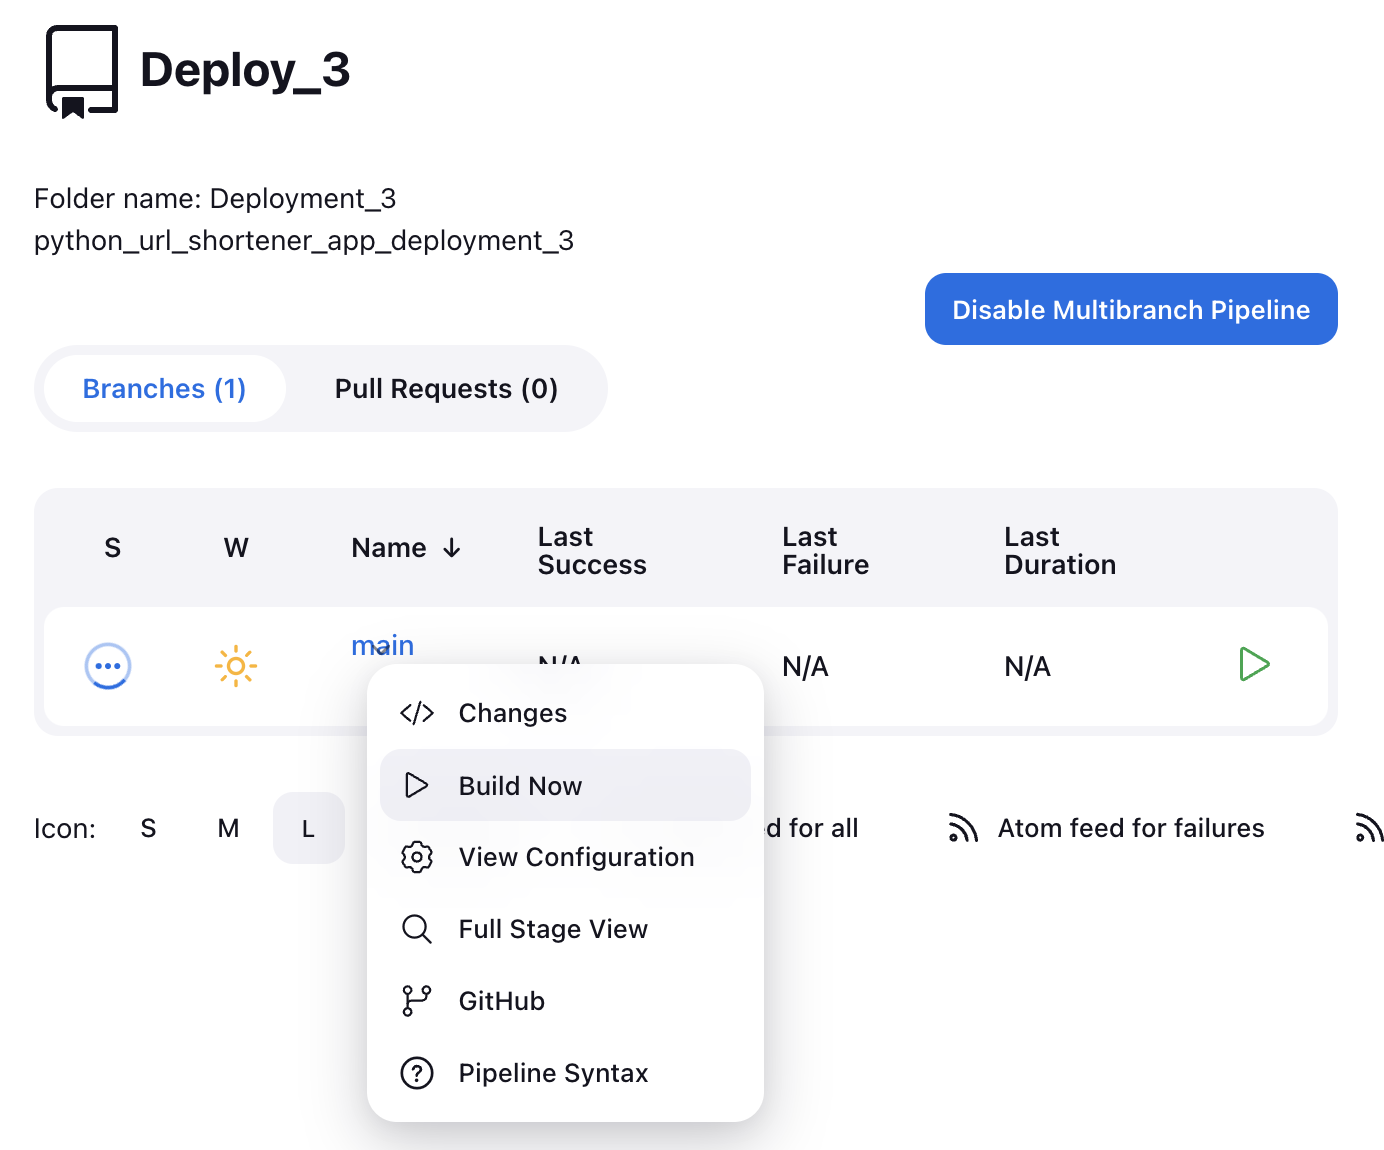 Deploy_3
Folder name: Deployment_3
python_url_shortener_app_deployment_3
Disable Multibranch Pipeline
Branches (1) Pull Requests (0)
S W Name ↓ Last Success Last Failure Last Duration
main N/A N/A N/A
Changes
Build Now
View Configuration
Full Stage View
GitHub
Pipeline Syntax
Icon: S M L for all Atom feed for failures